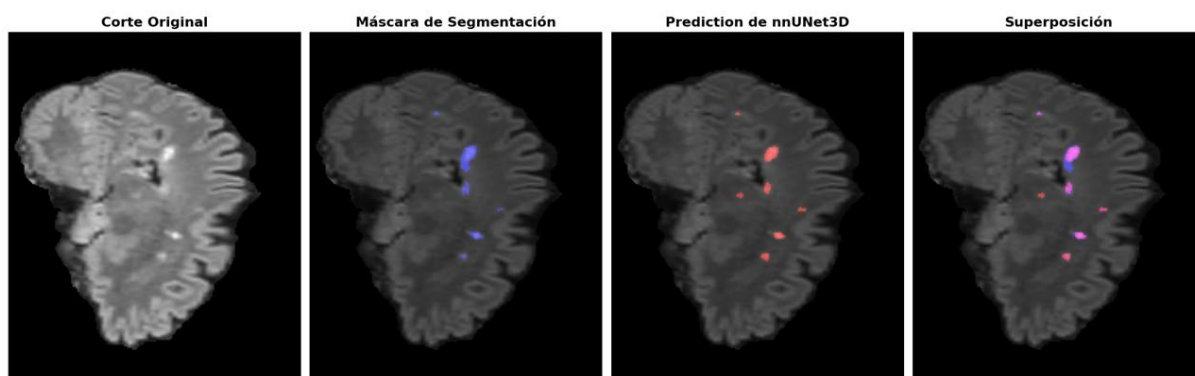 Corte Original
Máscara de Segmentación
Prediction de nnUNet3D
Superposición